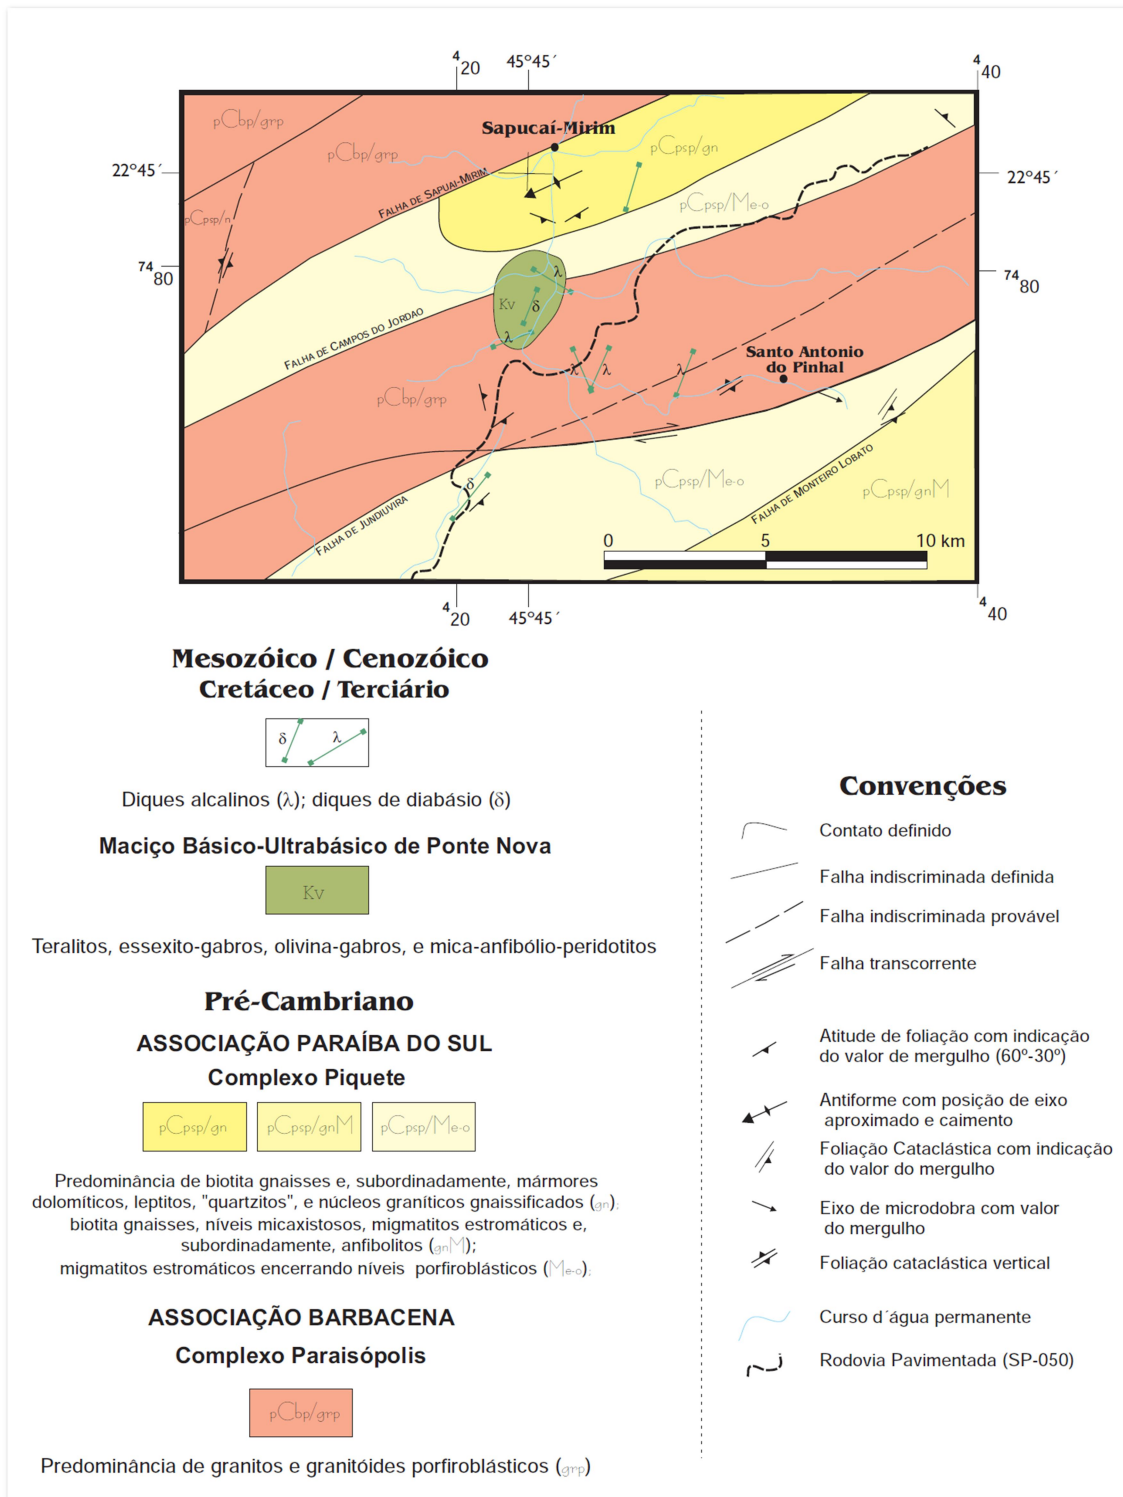 4 20
45º45´
4 40
pCbp/grp
Sapucaí-Mirim
pCbp/grp
pCpsp/gn
22º45´
FALHA DE SAPUAI-MIRIM
22º45´
pCpsp/Me-o
pCpsp/n
74 80
λ
74 80
Kv
δ
FALHA DE CAMPOS DO JORDAO
λ
Santo Antonio
do Pinhal
λ
λ
λ
pCbp/grp
pCpsp/Me-o
FALHA DE MONTEIRO LOBATO
pCpsp/gnM
δ
FALHA DE JUNDIUVIRA
0 5 10 km
4 20
45º45´
4 40
Mesozóico / Cenozóico
Cretáceo / Terciário
δ λ
Diques alcalinos (λ); diques de diabásio (δ)
Maciço Básico-Ultrabásico de Ponte Nova
Kv
Teralitos, essexito-gabros, olivina-gabros, e mica-anfibólio-peridotitos
Pré-Cambriano
ASSOCIAÇÃO PARAÍBA DO SUL
Complexo Piquete
pCpsp/gn pCpsp/gnM pCpsp/Me-o
Predominância de biotita gnaisses e, subordinadamente, mármores
dolomíticos, leptitos, "quartzitos", e núcleos graníticos gnaissificados (gn);
biotita gnaisses, níveis micaxistosos, migmatitos estromáticos e,
subordinadamente, anfibolitos (gnM);
migmatitos estromáticos encerrando níveis porfiroblásticos (Me-o);
ASSOCIAÇÃO BARBACENA
Complexo Paraisópolis
pCbp/grp
Predominância de granitos e granitóides porfiroblásticos (grp)
Convenções
Contato definido
Falha indiscriminada definida
Falha indiscriminada provável
Falha transcorrente
Atitude de foliação com indicação
do valor de mergulho (60º-30º)
Antiforme com posição de eixo
aproximado e caimento
Foliação Cataclástica com indicação
do valor do mergulho
Eixo de microdobra com valor
do mergulho
Foliação cataclástica vertical
Curso d´água permanente
Rodovia Pavimentada (SP-050)